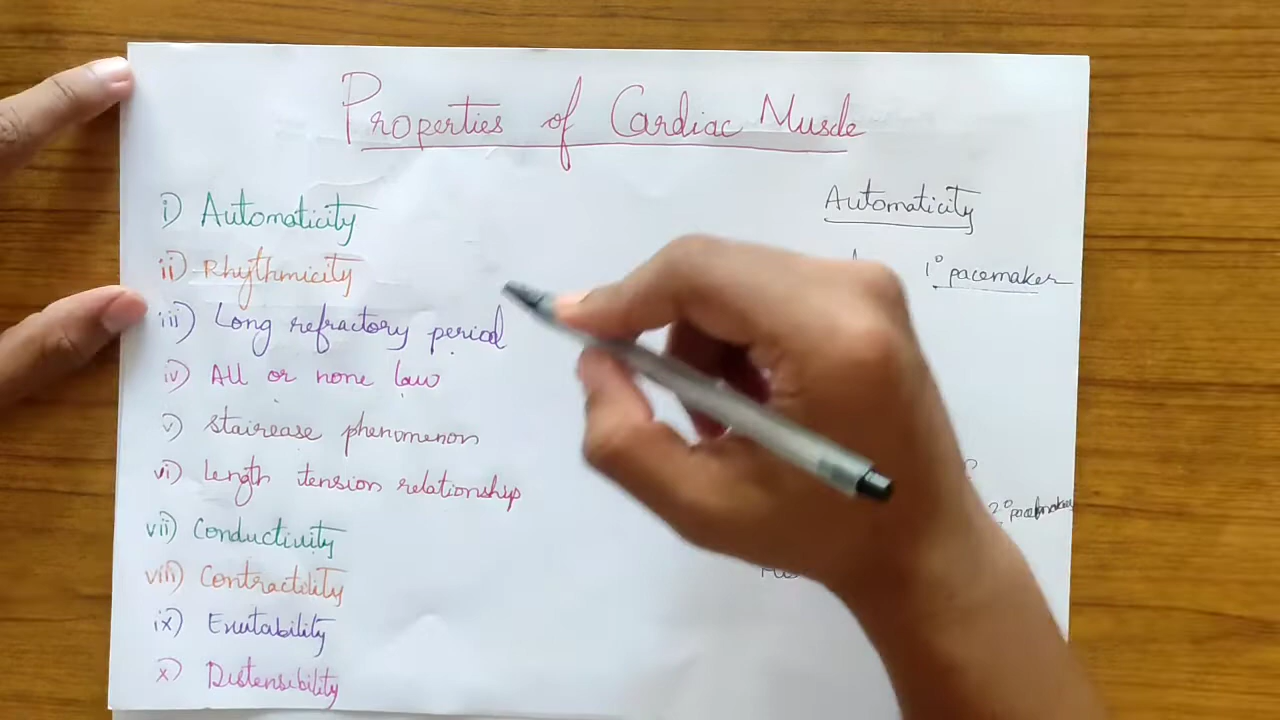 Properties of Cardiac Muscle
i) Automaticity
ii) Rhythmicity
iii) Long refractory period
iv) All or none law
v) Staircase phenomenon
vi) Length tension relationship
vii) Conductivity
viii) Contractility
ix) Exitability
x) Distensibility
Automaticity
1° pacemaker
2° pacemaker